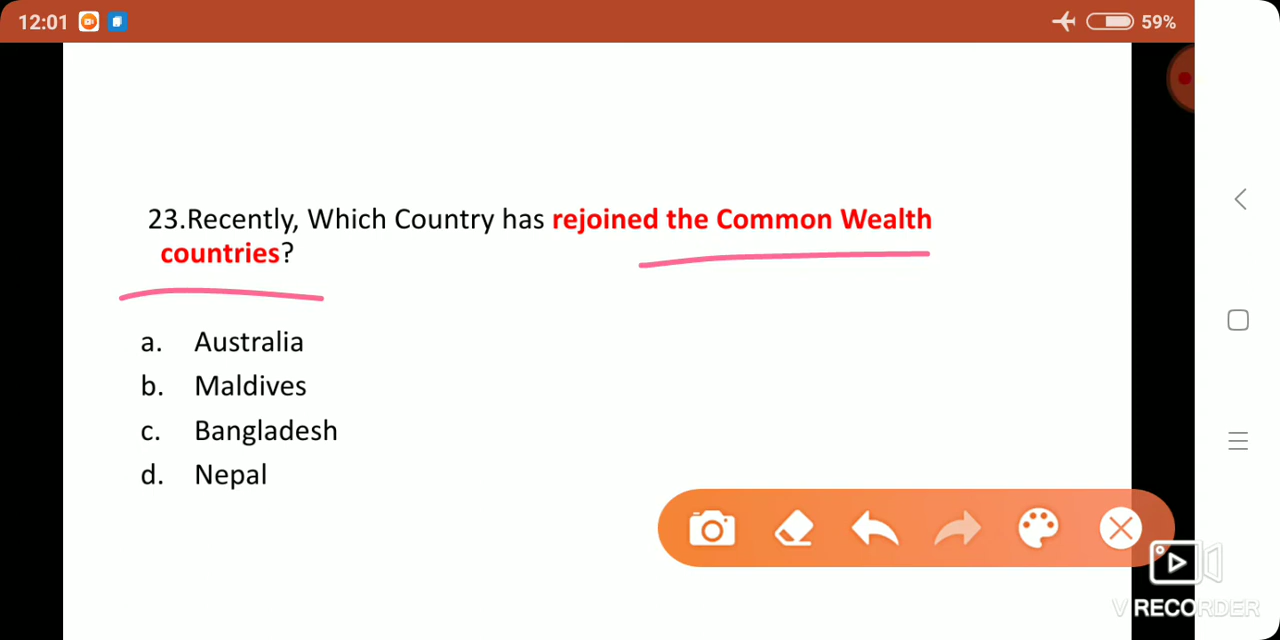 12:01
59%
23.Recently, Which Country has rejoined the Common Wealth
countries?
a. Australia
b. Maldives
c. Bangladesh
d. Nepal
V RECORDER